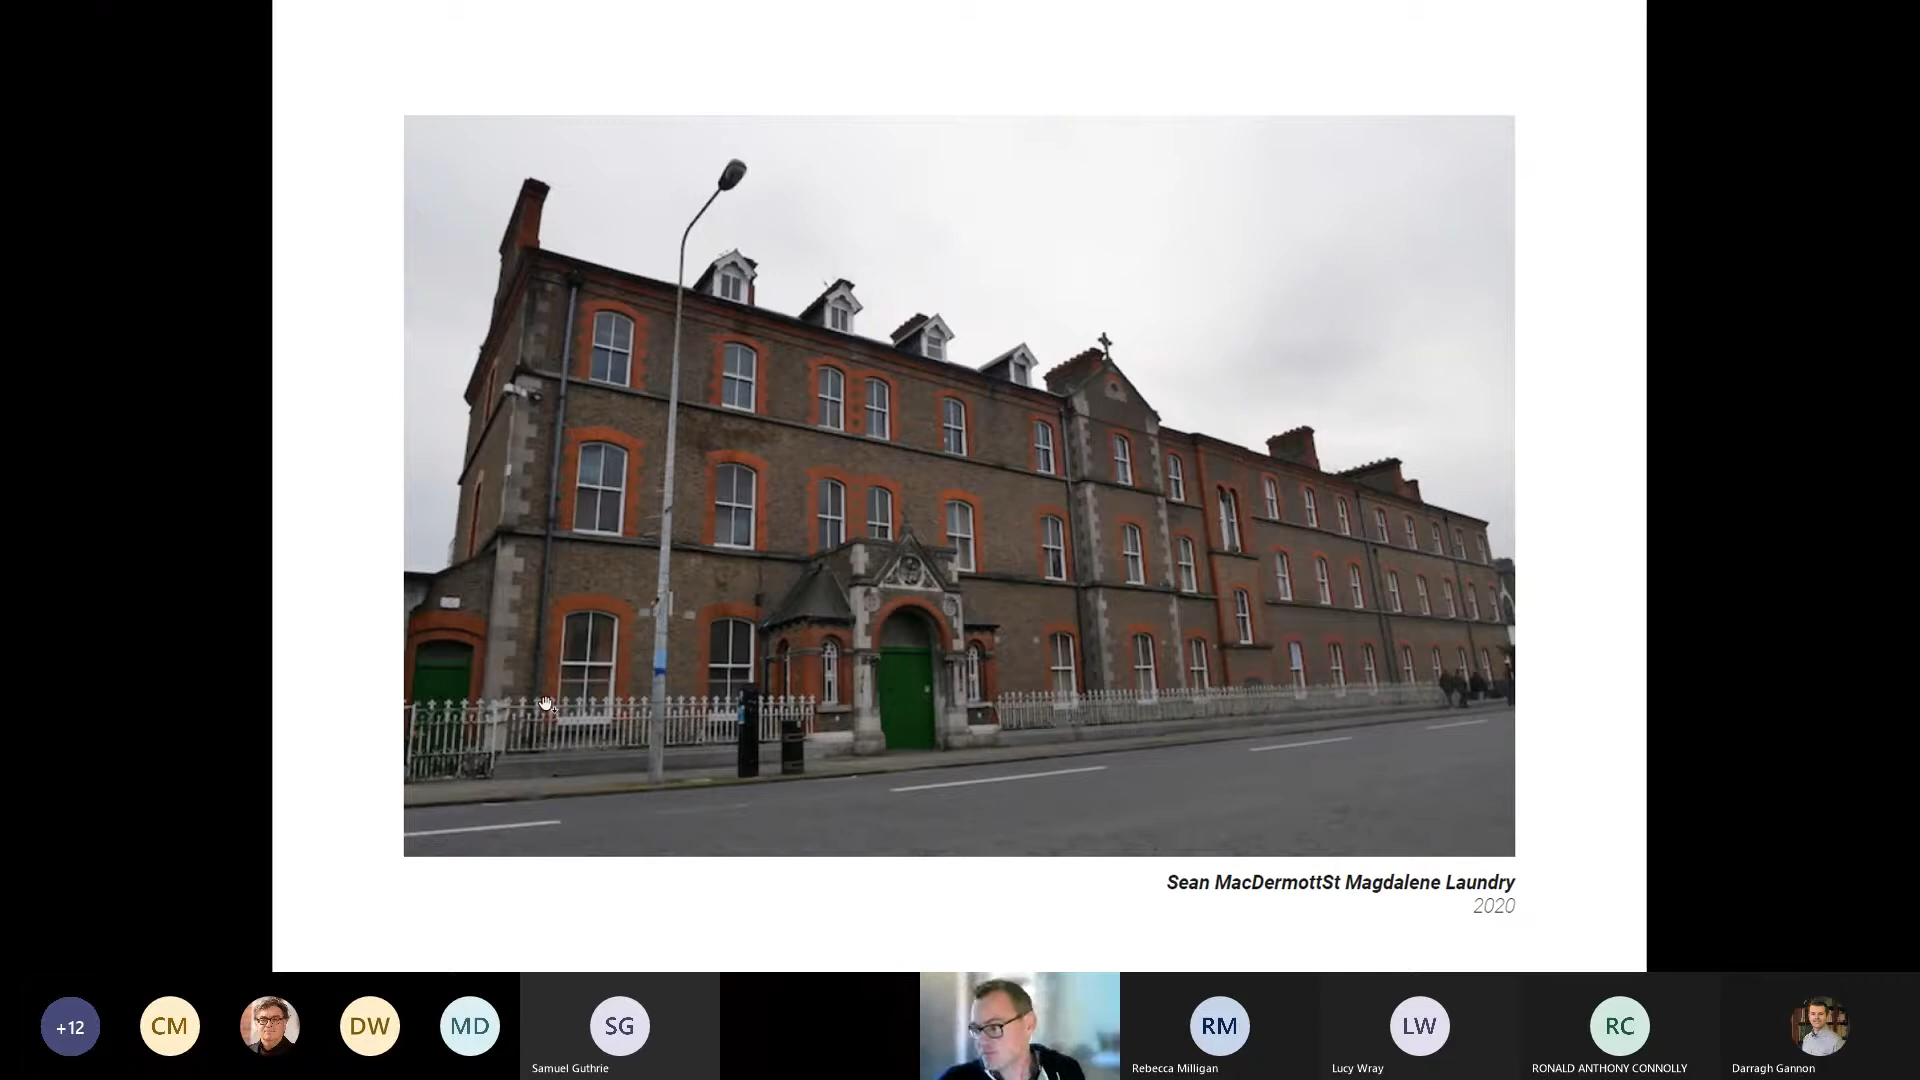 Sean MacDermottSt Magdalene Laundry
2020
+12
CM
DW
MD
SG
Samuel Guthrie
RM
Rebecca Milligan
LW
Lucy Wray
RC
RONALD ANTHONY CONNOLLY
Darragh Gannon